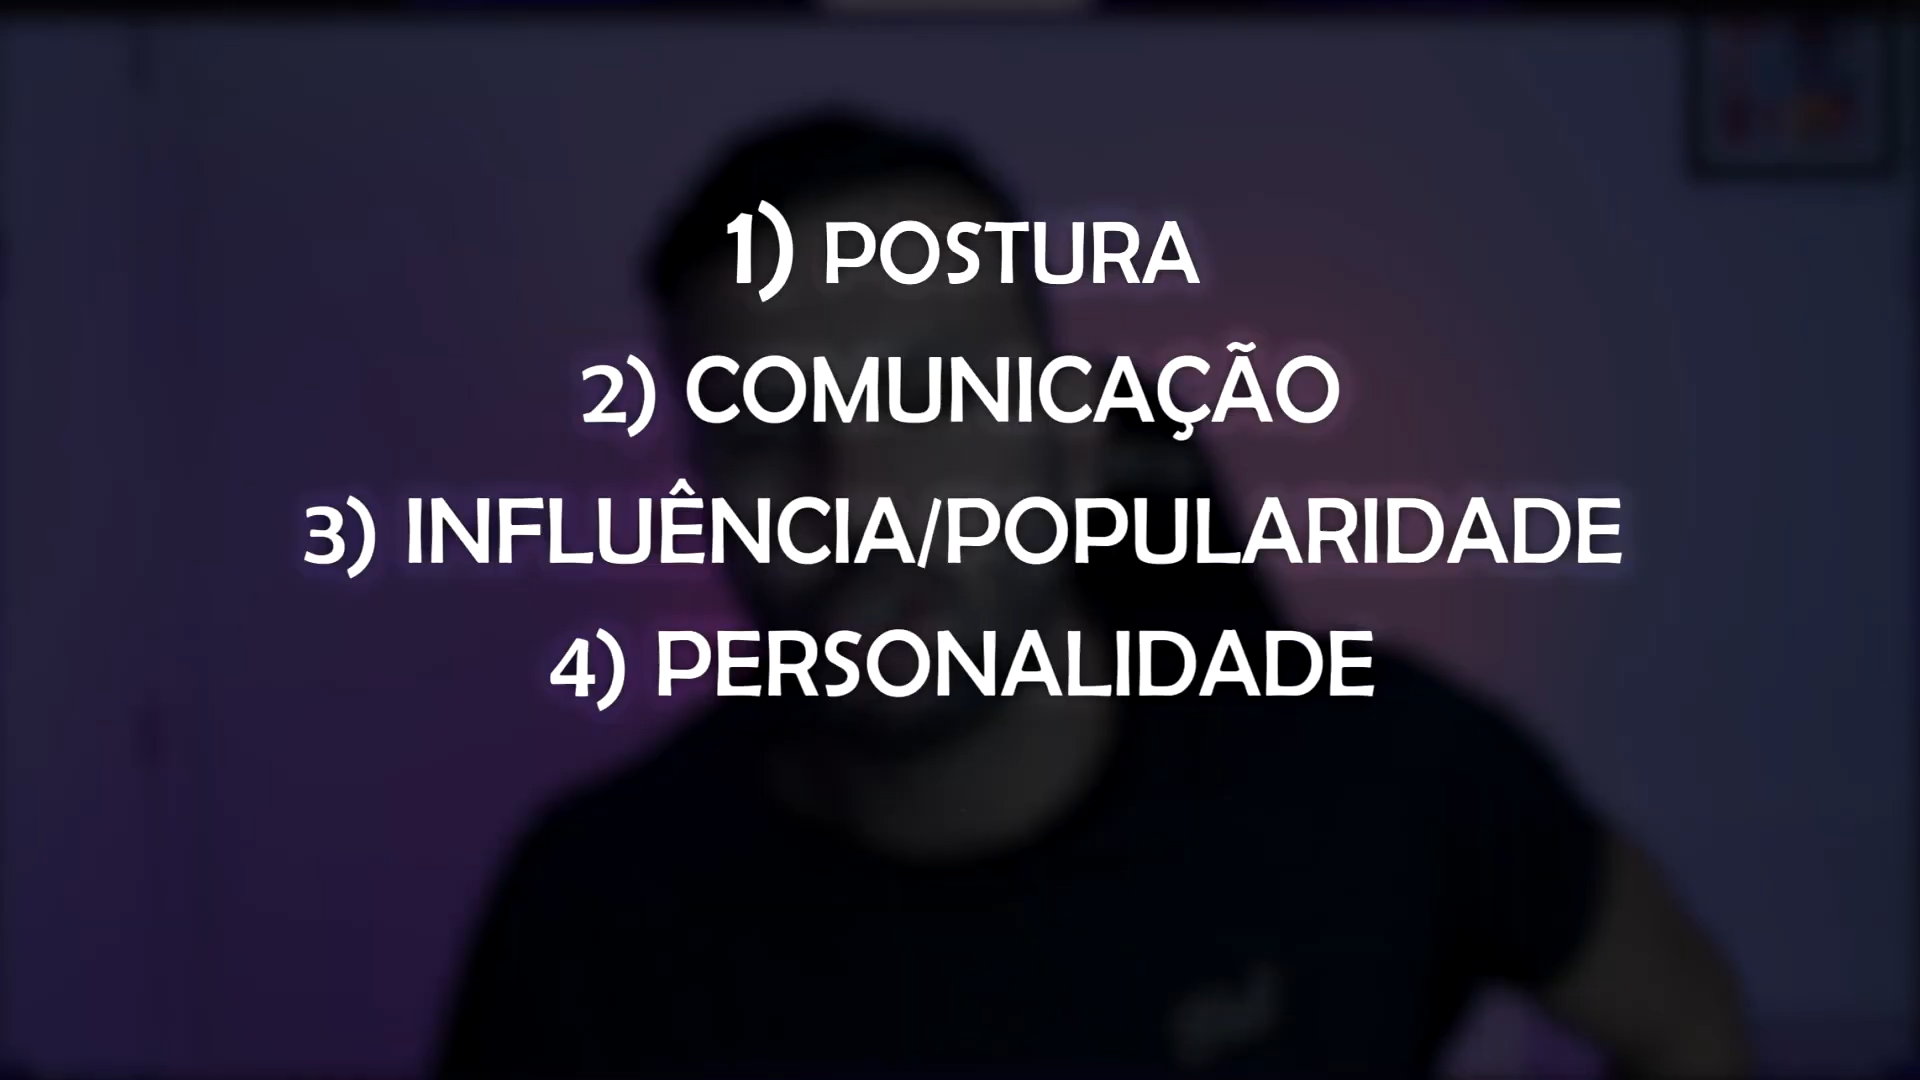 1) POSTURA
2) COMUNICAÇÃO
3) INFLUÊNCIA/POPULARIDADE
4) PERSONALIDADE